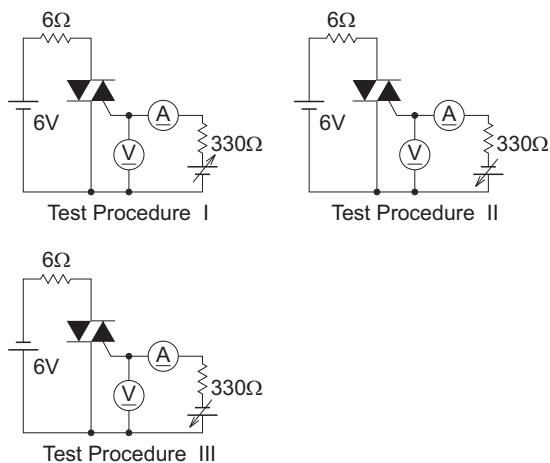 6Ω
6V
A
V
330Ω
Test Procedure I
6Ω
6V
A
V
330Ω
Test Procedure II
6Ω
6V
A
V
330Ω
Test Procedure III